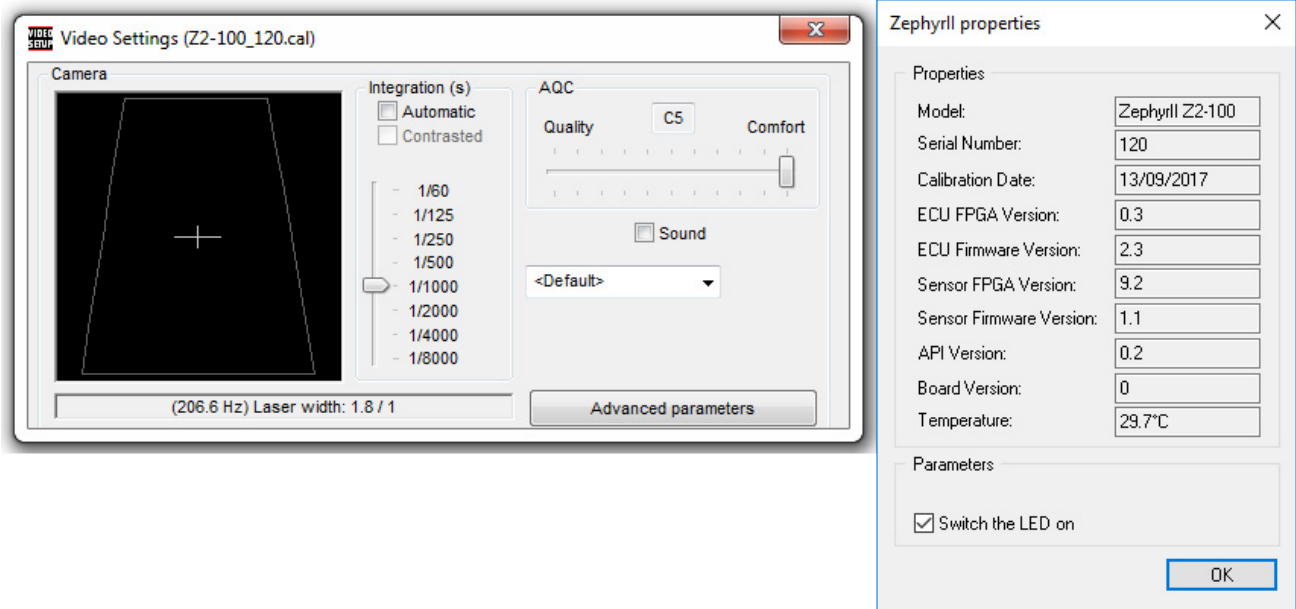 VIDEO SETUP
Video Settings (Z2-100_120.cal)
Camera
Integration (s)
Automatic
Contrasted
1/60
1/125
1/250
1/500
1/1000
1/2000
1/4000
1/8000
AQC
Quality
C5
Comfort
Sound
<Default>
(206.6 Hz) Laser width: 1.8 / 1
Advanced parameters
Zephyrll properties
Properties
Model: Zephyrll Z2-100
Serial Number: 120
Calibration Date: 13/09/2017
ECU FPGA Version: 0.3
ECU Firmware Version: 2.3
Sensor FPGA Version: 9.2
Sensor Firmware Version: 1.1
API Version: 0.2
Board Version: 0
Temperature: 29.7°C
Parameters
Switch the LED on
OK